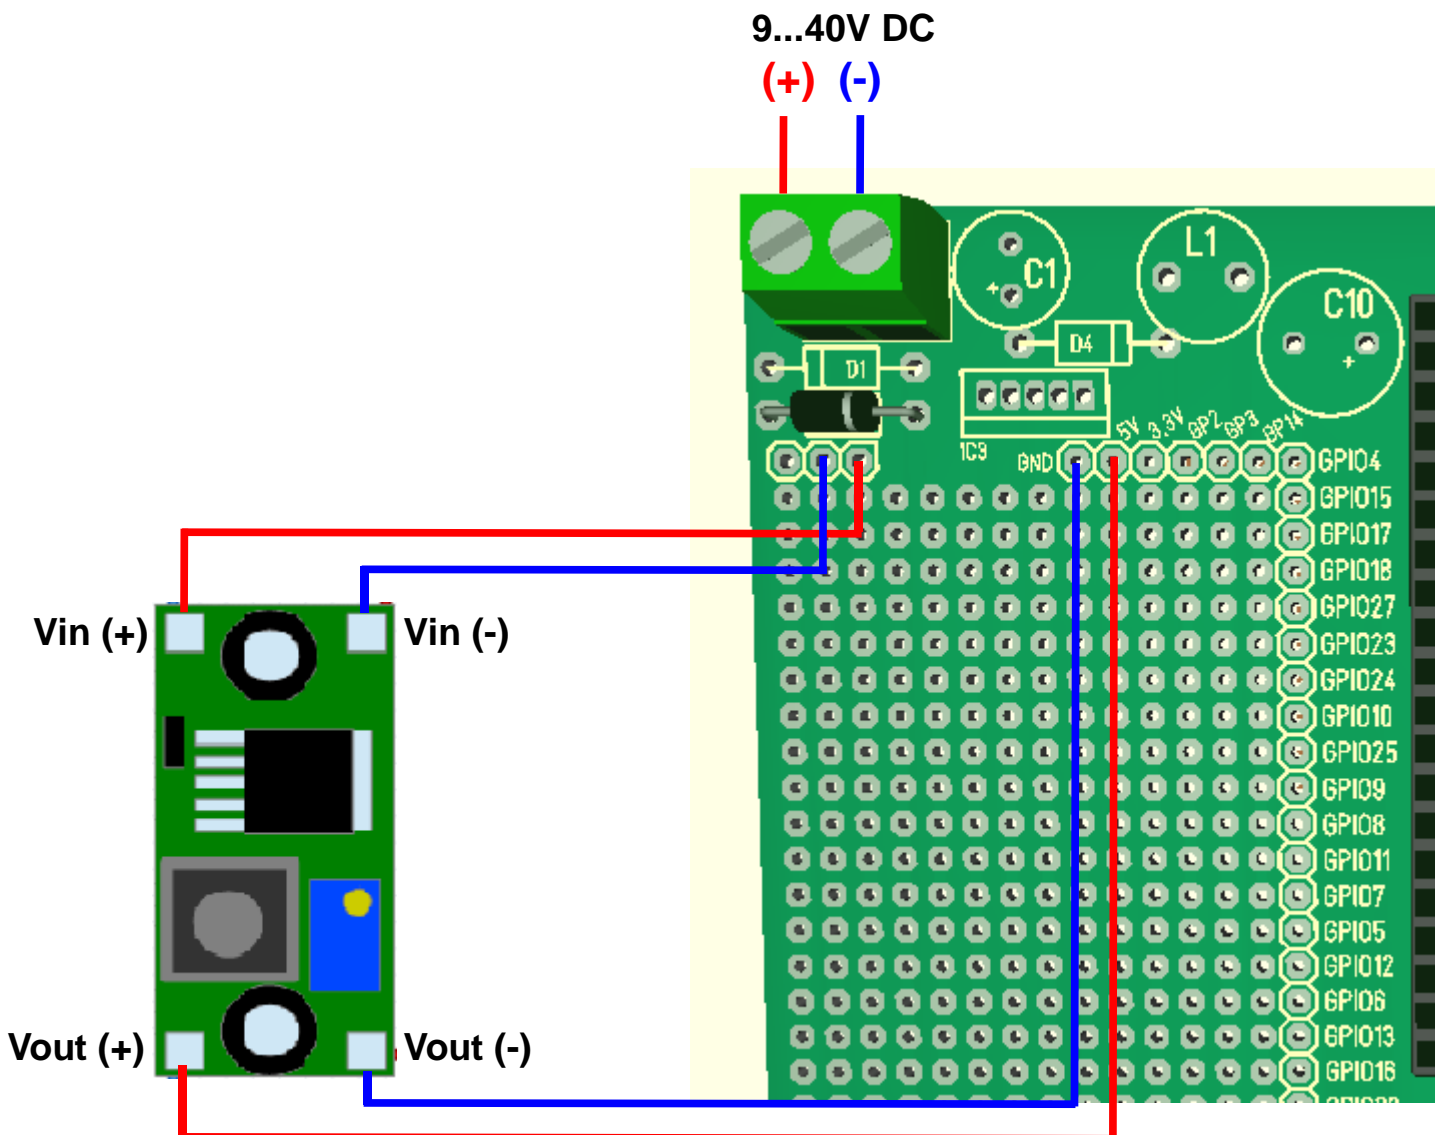 9...40V DC
(+) (-)
L1
C1
C10
D4
D1
IC9
GND 5V 3.3V GP2 GP3 GP14 GPIO4
GPIO15
GPIO17
GPIO18
GPIO27
Vin (+) Vin (-)
GPIO23
GPIO24
GPIO10
GPIO25
GPIO9
GPIO8
GPIO11
GPIO7
GPIO5
GPIO12
GPIO6
GPIO13
Vout (+) Vout (-)
GPIO16